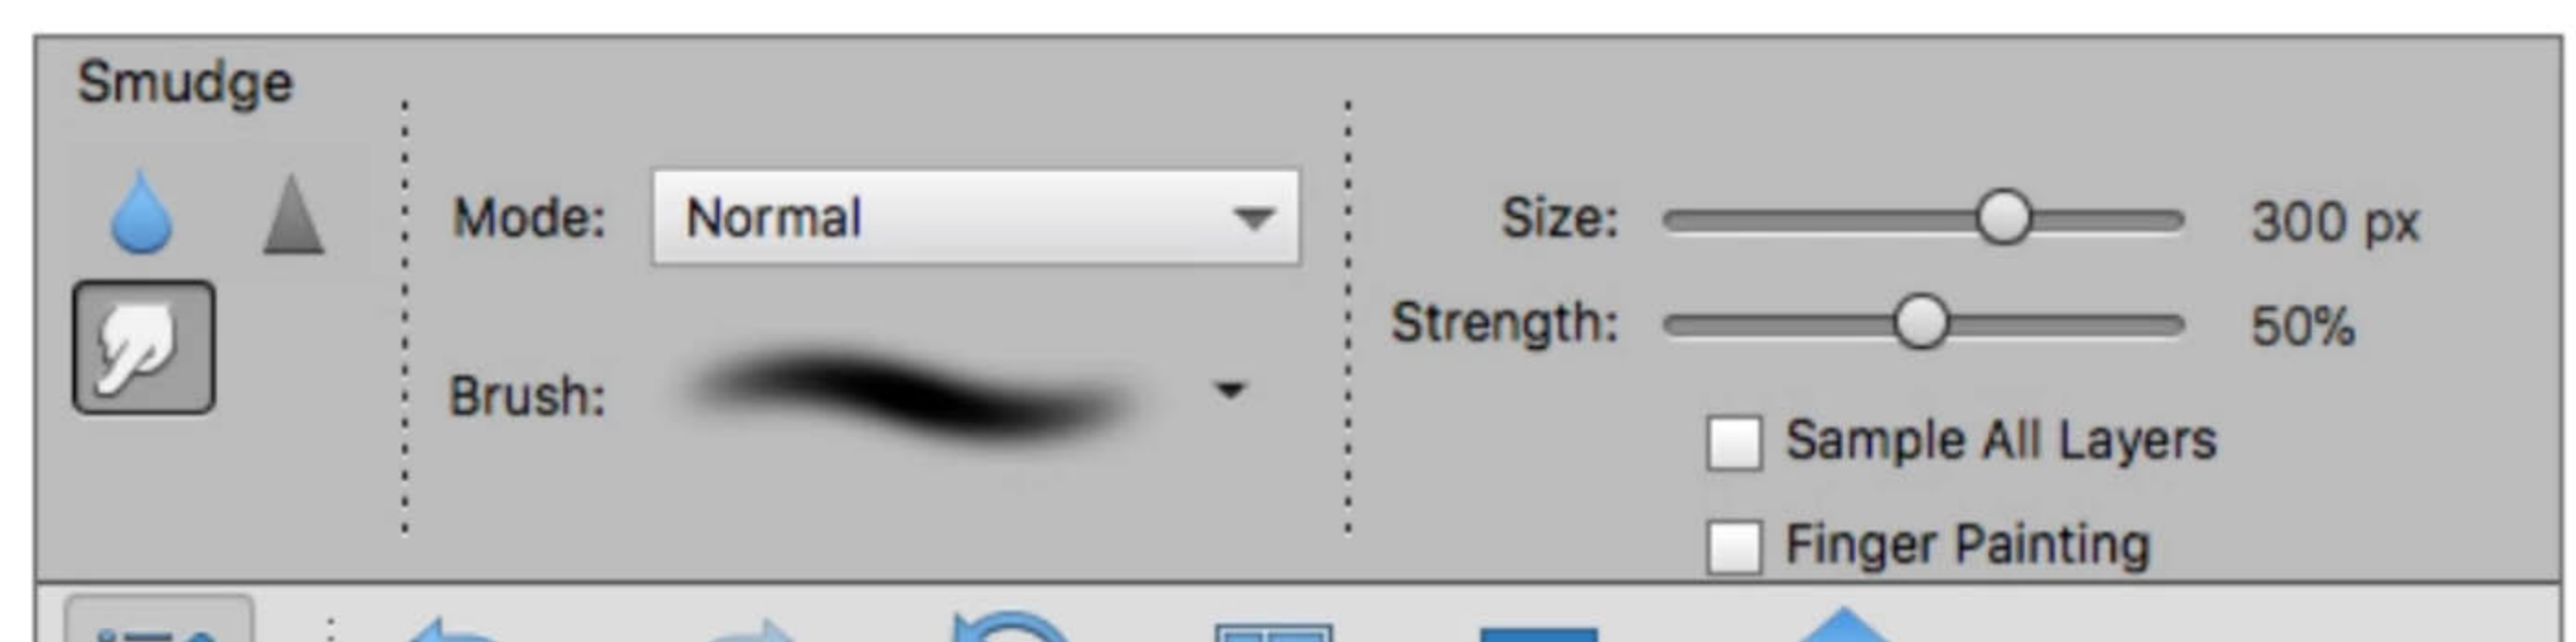 Smudge
Mode: Normal
Brush:
Size: 300 px
Strength: 50%
Sample All Layers
Finger Painting